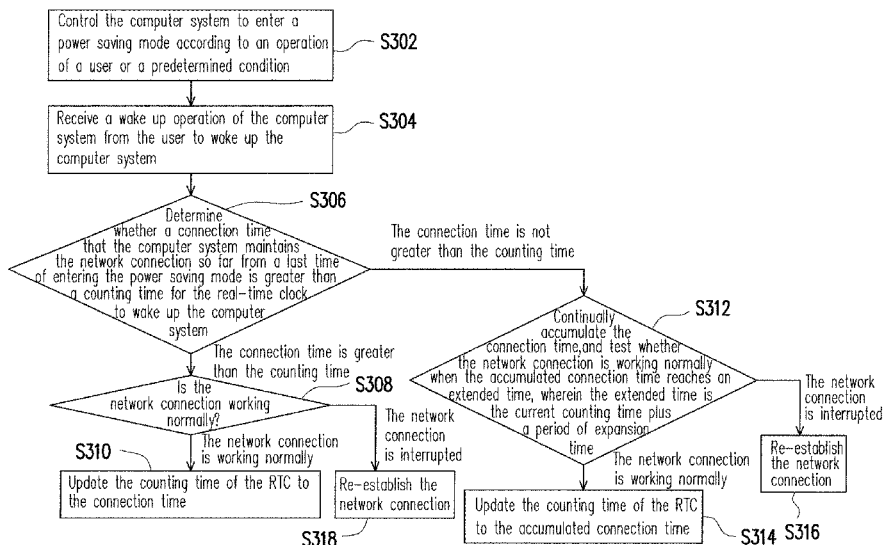 Control the computer system to enter a
power saving mode according to an operation
of a user or a predetermined condition
S302
Receive a wake up operation of the computer
system from the user to wake up the
computer system
S304
S306
Determine
whether a connection time
that the computer system maintains
the network connection so far from a last time
of entering the power saving mode is greater than
a counting time for the real-time clock
to wake up the computer
system
The connection time is not
greater than the counting time
The connection time is greater
than the counting time
S308
Is the
network connection working
normally?
The network connection
is working normally
The network
connection
is interrupted
S310
Update the counting time of the RTC to
the connection time
Re-establish the
network connection
S318
S312
Continually
accumulate the
connection time,and test whether
the network connection is working normally
when the accumulated connection time reaches an
extended time, wherein the extended time is
the current counting time plus
a period of expansion
time
The network
connection
is interrupted
The network connection
is working normally
Re-establish
the network
connection
S316
Update the counting time of the RTC
to the accumulated connection time
S314